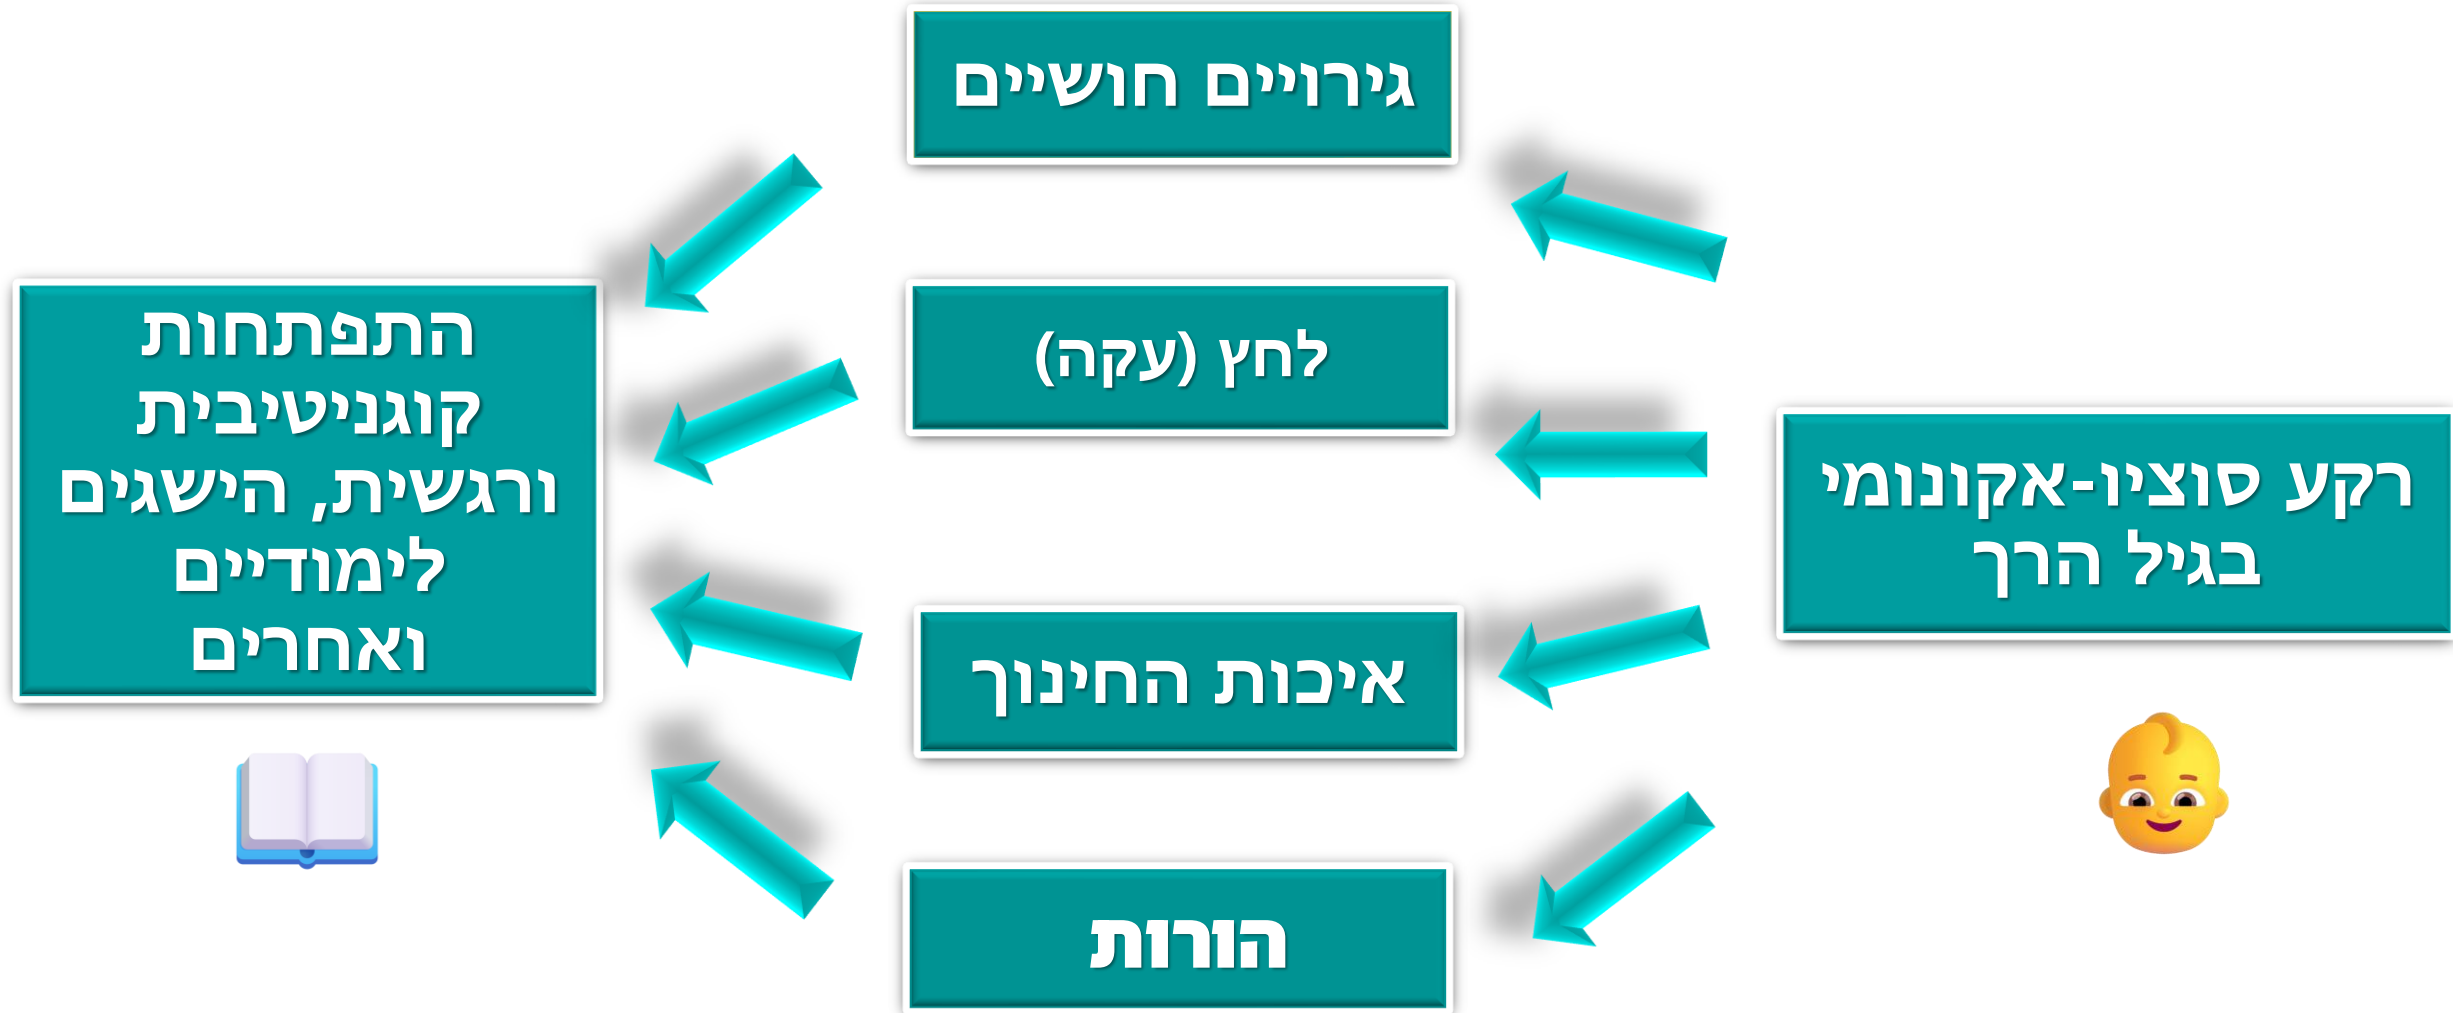 רקע סוציו-אקונומי
בגיל הרך
גירויים חושיים
לחץ (עקה)
איכות החינוך
הורות
התפתחות
קוגניטיבית
ורגשית, הישגים
לימודיים
ואחרים